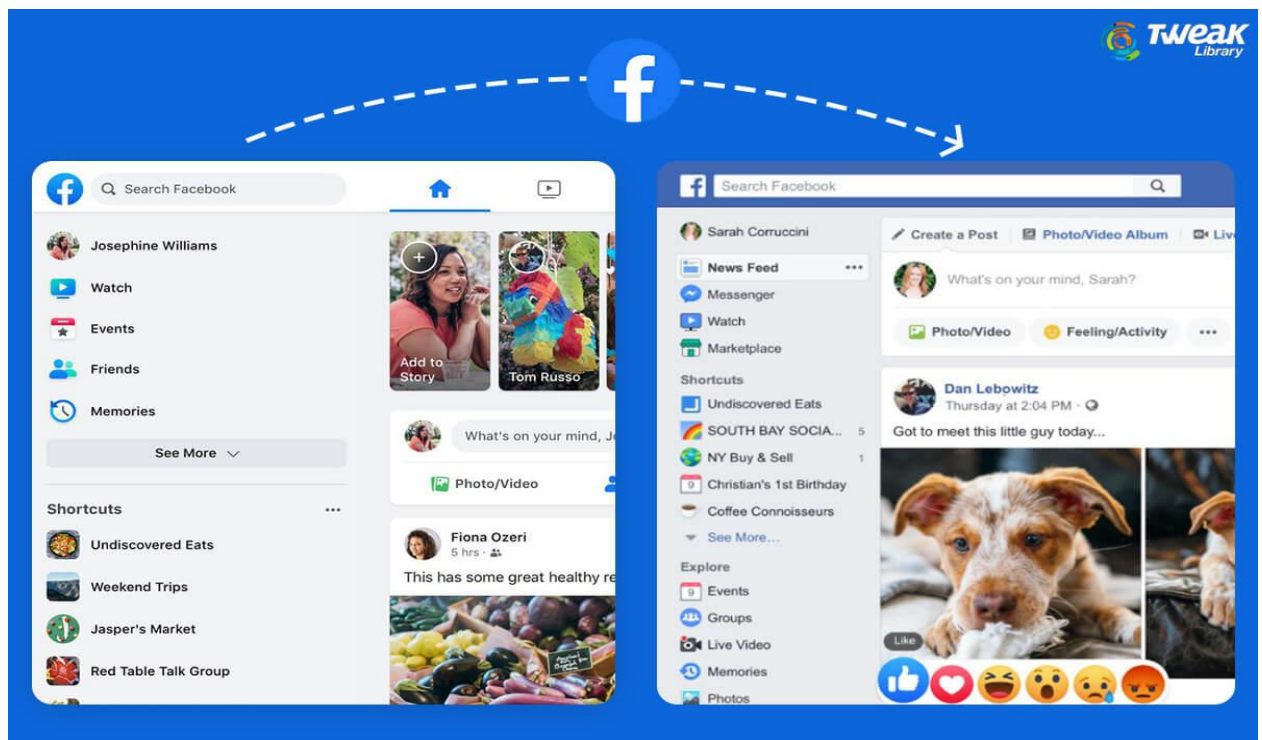 Tweak
Library
f
f
Search Facebook
Josephine Williams
Watch
Events
Friends
Memories
See More
Shortcuts
...
Undiscovered Eats
Weekend Trips
Jasper's Market
Red Table Talk Group
Add to
Story
Tom Russo
What's on your mind, J
Photo/Video
Fiona Ozeri
5 hrs ·
This has some great healthy re
f
Search Facebook
Sarah Corruccini
News Feed
...
Messenger
Watch
Marketplace
Shortcuts
Undiscovered Eats
SOUTH BAY SOCIA... 5
NY Buy & Sell 1
9 Christian's 1st Birthday
Coffee Connoisseurs
See More...
Explore
9 Events
Groups
Live Video
Memories
Photos
Create a Post
Photo/Video Album
Liv
What's on your mind, Sarah?
Photo/Video
Feeling/Activity
...
Dan Lebowitz
Thursday at 2:04 PM ·
Got to meet this little guy today...
Like